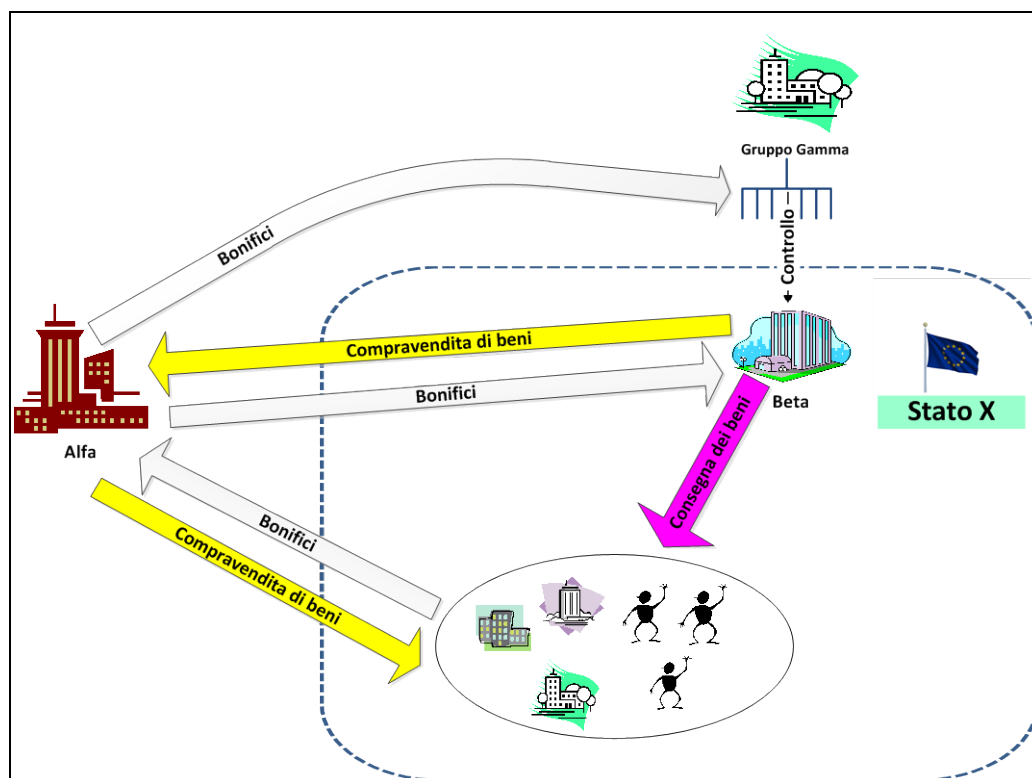 Gruppo Gamma
Bonifici
Controllo
Compravendita di beni
Bonifici
Alfa
Beta
Stato X
Consegna dei beni
Bonifici
Compravendita di beni